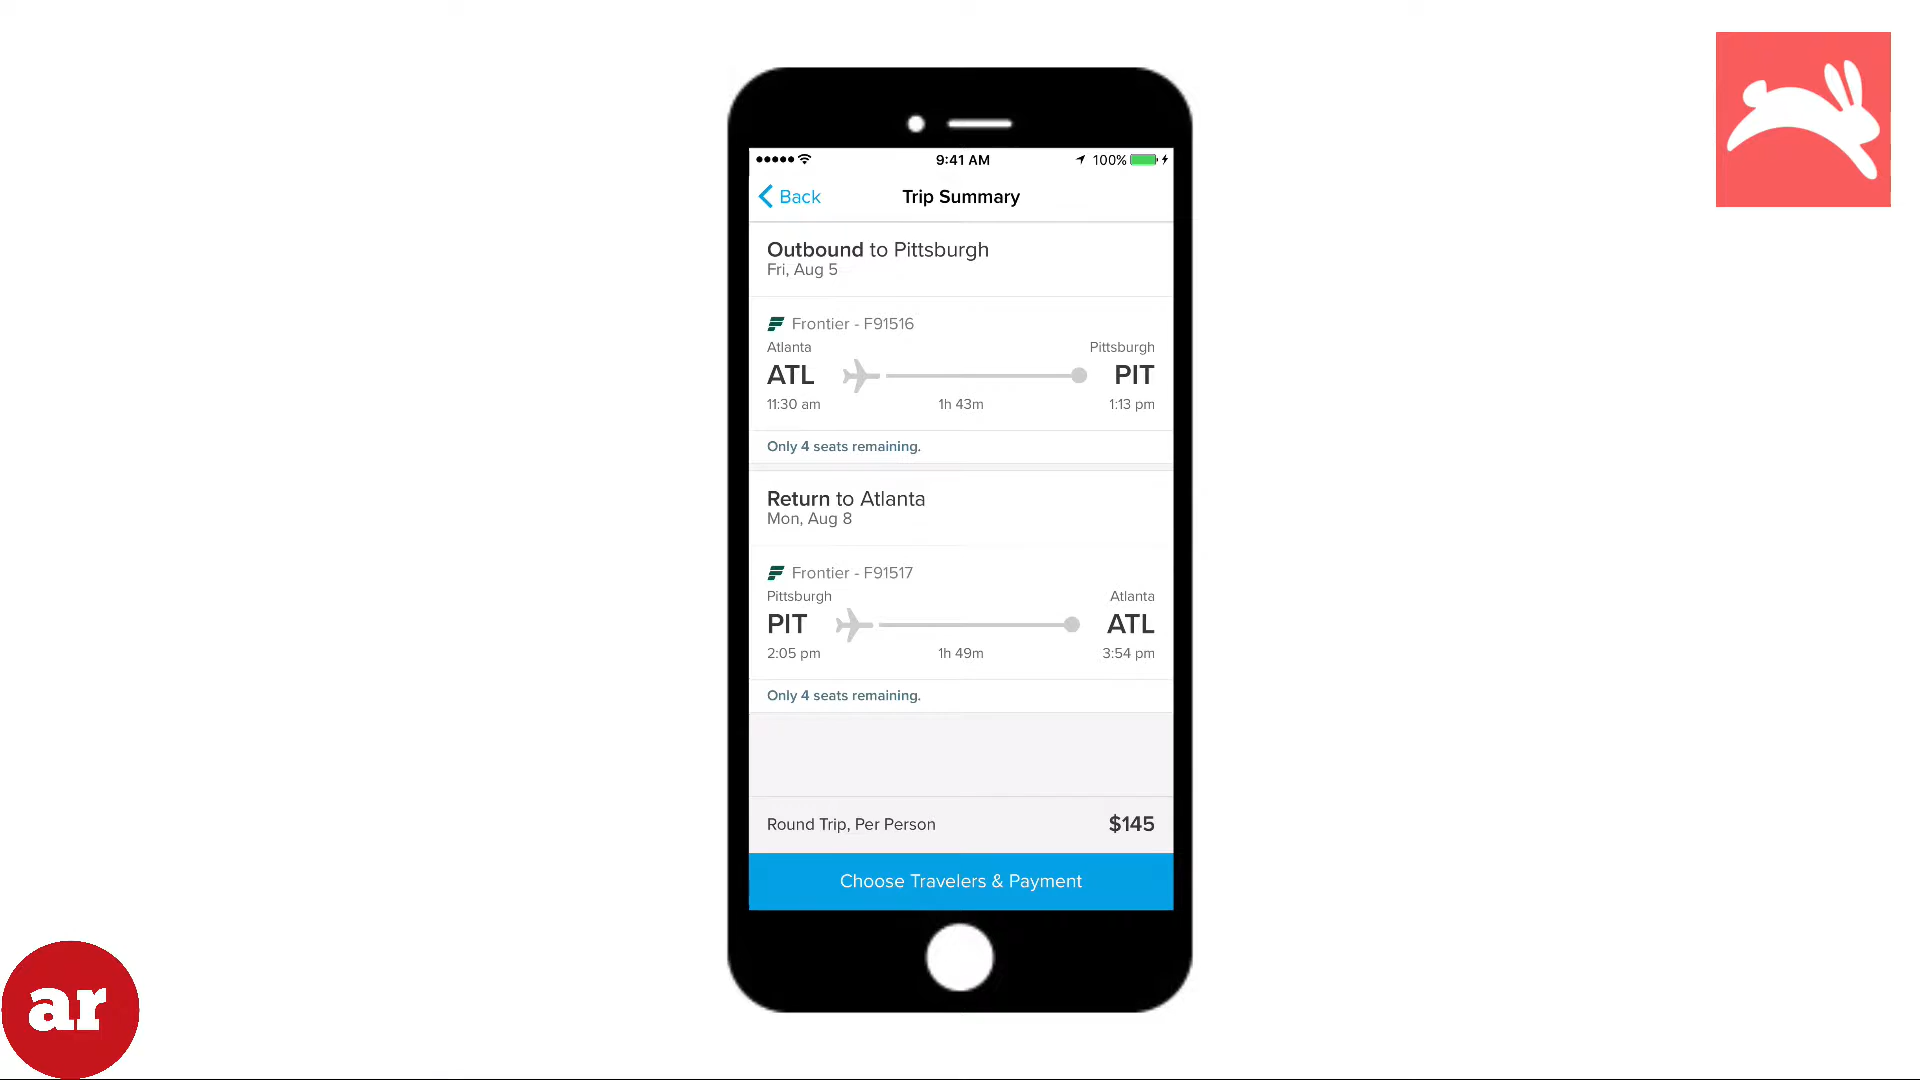 9:41 AM
100%
Back
Trip Summary
Outbound to Pittsburgh
Fri, Aug 5
Frontier - F91516
Atlanta
Pittsburgh
ATL
PIT
11:30 am
1h 43m
1:13 pm
Only 4 seats remaining.
Return to Atlanta
Mon, Aug 8
Frontier - F91517
Pittsburgh
Atlanta
PIT
ATL
2:05 pm
1h 49m
3:54 pm
Only 4 seats remaining.
Round Trip, Per Person
$145
Choose Travelers & Payment
ar